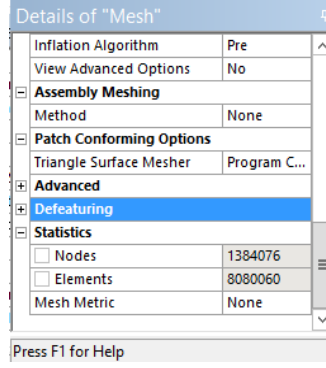 Details of "Mesh"
Inflation Algorithm Pre
View Advanced Options No
Assembly Meshing
Method None
Patch Conforming Options
Triangle Surface Mesher Program C...
Advanced
Defeaturing
Statistics
Nodes 1384076
Elements 8080060
Mesh Metric None
Press F1 for Help